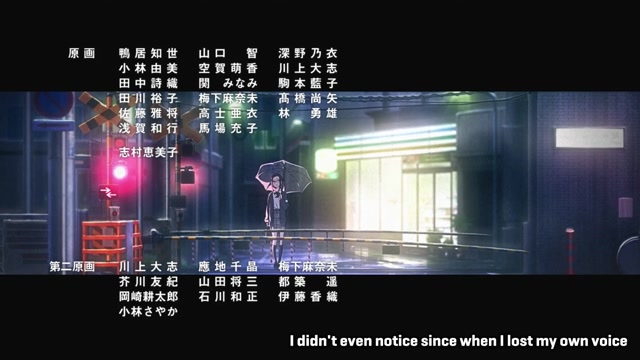 原画 鴨居知世 山口智 深野乃衣
小林由美 空賀萌香 川上大志
田中詩織 関みなみ 駒本藍子
田川裕子 梅下麻奈未 髙橋尚矢
佐藤雅将 高士亜衣 林勇雄
浅賀和行 馬場充子
志村恵美子
第二原画 川上大志 應地千晶 梅下麻奈未
芥川友紀 山田将三 都築遥
岡崎耕太郎 石川和正 伊藤香織
小林さやか
I didn't even notice since when I lost my own voice